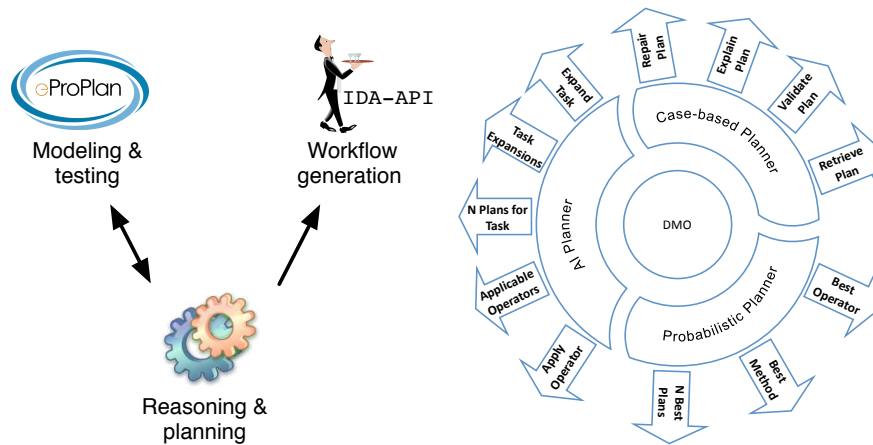 eProPlan
Modeling &
testing
IDA-API
Workflow
generation
Reasoning &
planning
Repair
Plan
Explain
Plan
Validate
Plan
Retrieve
Plan
Expand
Task
Task
Expansions
N Plans for
Task
Applicable
Operators
Apply
Operator
N Best
Plans
Best
Method
Best
Operator
Case-based Planner
AI Planner
Probabilistic Planner
DMO